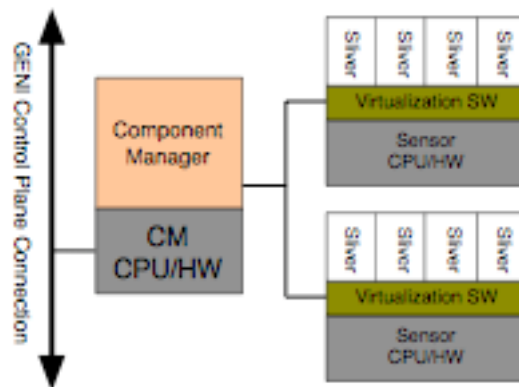 GENI Control Plane Connection
Component
Manager
CM
CPU/HW
Sliver
Sliver
Sliver
Sliver
Virtualization SW
Sensor
CPU/HW
Sliver
Sliver
Sliver
Sliver
Virtualization SW
Sensor
CPU/HW